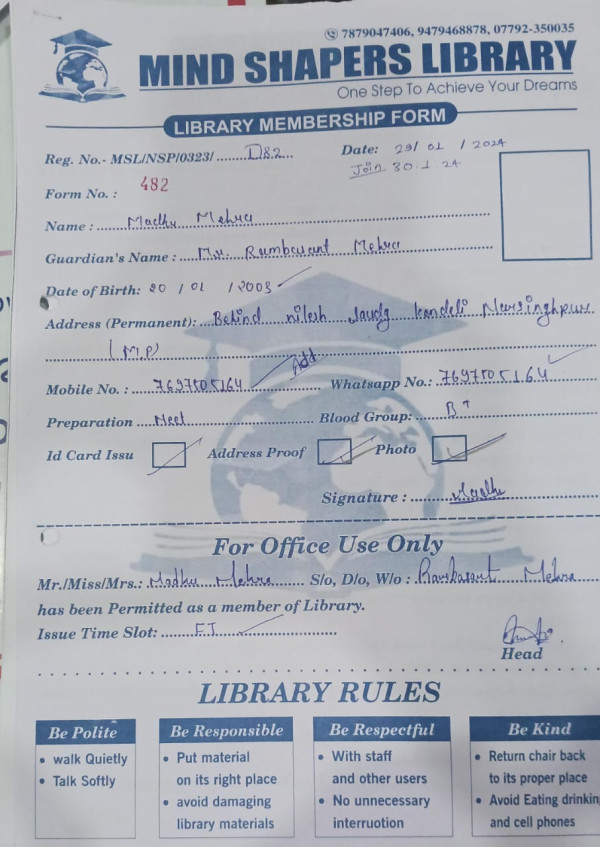 7879047406, 9479468878, 07792-350035
MIND SHAPERS LIBRARY
One Step To Achieve Your Dreams
LIBRARY MEMBERSHIP FORM
Reg. No.- MSL/NSP/0323/ ........ D82 Date: 29/ 01 / 2024
Join 30.1 24
Form No. : 482
Name : Madhu Mehra
Guardian's Name : Mr. Rambasant Mehra
Date of Birth: 20 / 01 / 2003
Address (Permanent): Behind nilesh kandeli Narsinghpur
(M.P)
Add
Mobile No. : 7697505164 Whatsapp No.: 7697505164
Preparation Neet Blood Group: B+
Id Card Issu Address Proof Photo
Signature : Madhu
For Office Use Only
Mr./Miss/Mrs.: Madhu Mehra S/o, D/o, W/o : Rambasant Mehra
has been Permitted as a member of Library.
Issue Time Slot: F.T
Head
LIBRARY RULES
Be Polite Be Responsible Be Respectful Be Kind
• walk Quietly • Put material • With staff • Return chair back
• Talk Softly on its right place and other users to its proper place
• avoid damaging • No unnecessary • Avoid Eating drinkin
library materials interruotion and cell phones